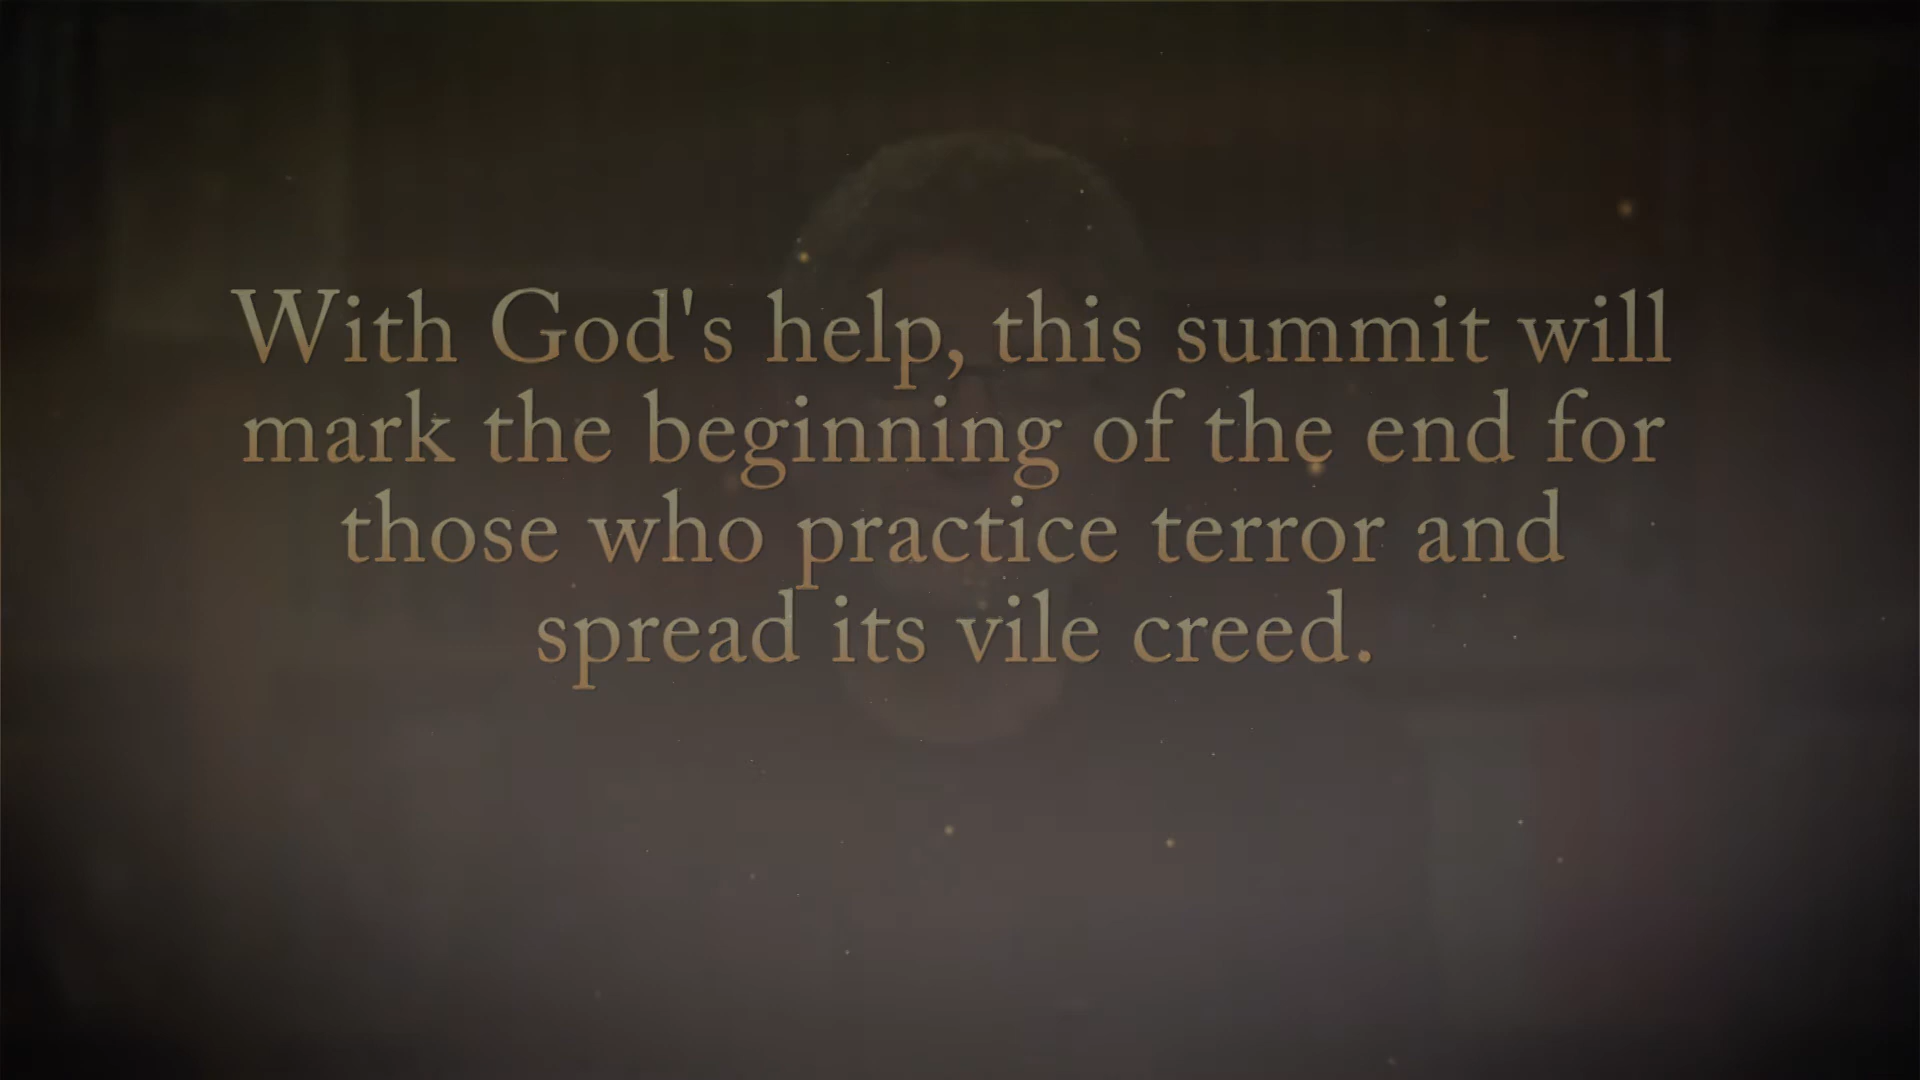 With God's help, this summit will
mark the beginning of the end for
those who practice terror and
spread its vile creed.